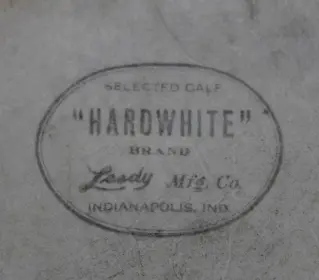 SELECTED CALF
"HARDWHITE"
BRAND
Leedy Mfg. Co.
INDIANAPOLIS, IND.